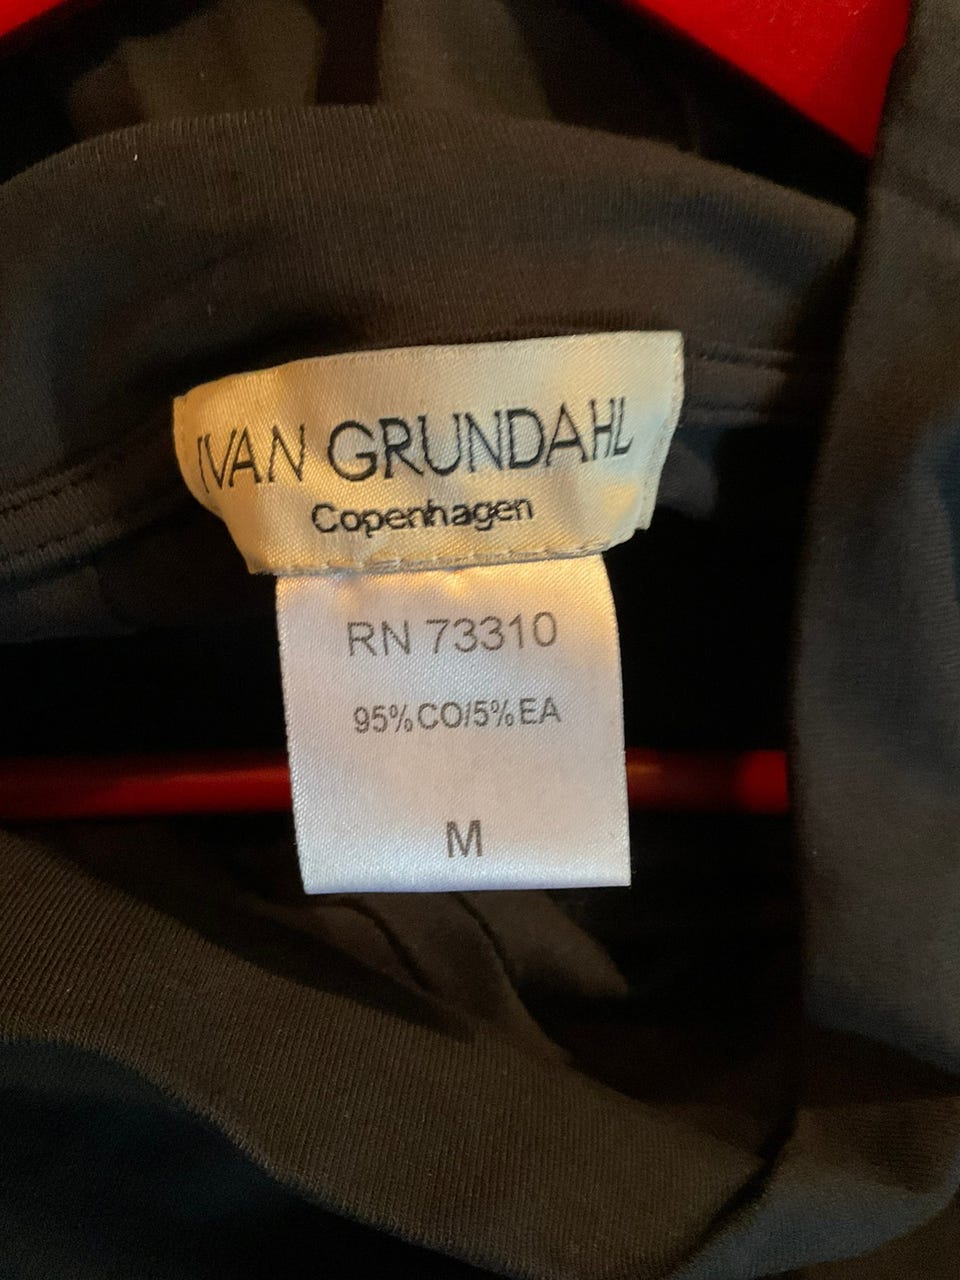 IVAN GRUNDAHL
Copenhagen
RN 73310
95%CO/5%EA
M